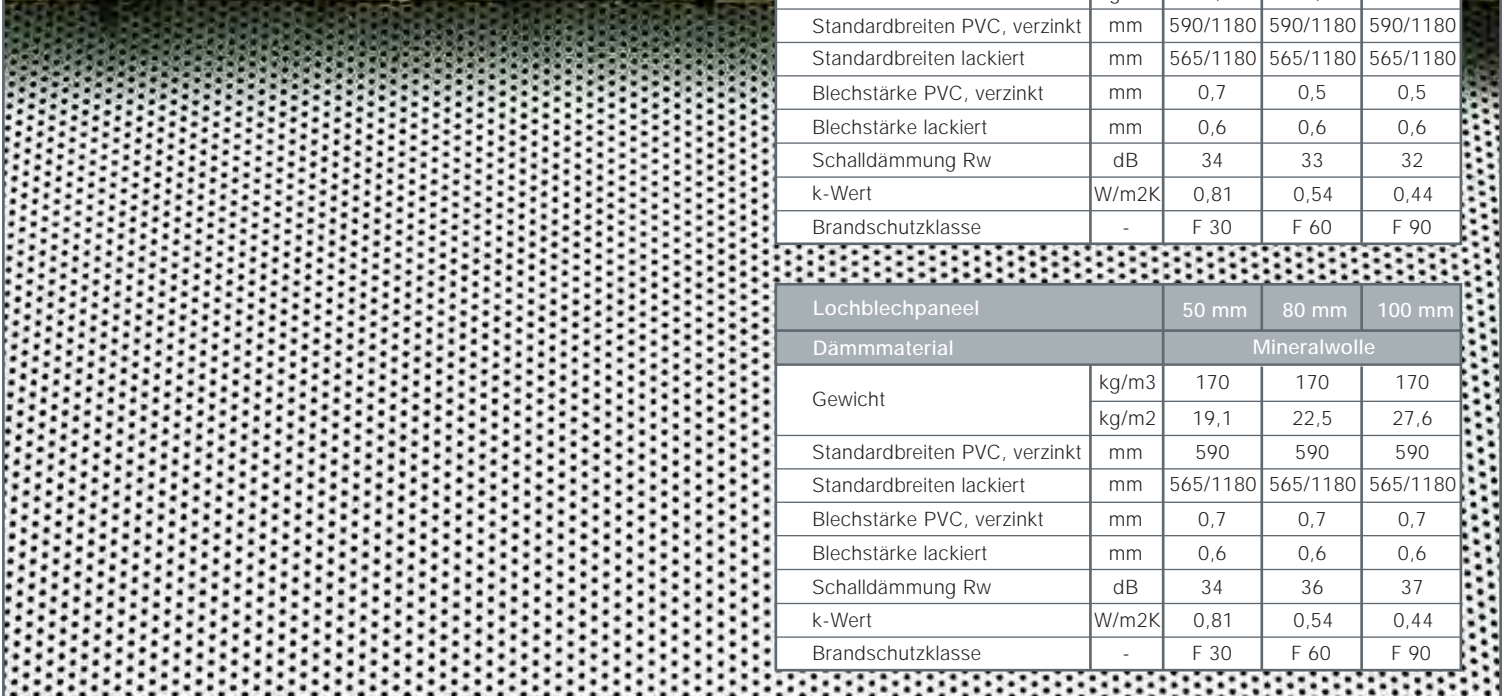 Standardbreiten PVC, verzinkt mm 590/1180 590/1180 590/1180
Standardbreiten lackiert mm 565/1180 565/1180 565/1180
Blechstärke PVC, verzinkt mm 0,7 0,5 0,5
Blechstärke lackiert mm 0,6 0,6 0,6
Schalldämmung Rw dB 34 33 32
k-Wert W/m2K 0,81 0,54 0,44
Brandschutzklasse - F 30 F 60 F 90
Lochblechpaneel 50 mm 80 mm 100 mm
Dämmmaterial Mineralwolle
Gewicht kg/m3 170 170 170
kg/m2 19,1 22,5 27,6
Standardbreiten PVC, verzinkt mm 590 590 590
Standardbreiten lackiert mm 565/1180 565/1180 565/1180
Blechstärke PVC, verzinkt mm 0,7 0,7 0,7
Blechstärke lackiert mm 0,6 0,6 0,6
Schalldämmung Rw dB 34 36 37
k-Wert W/m2K 0,81 0,54 0,44
Brandschutzklasse - F 30 F 60 F 90